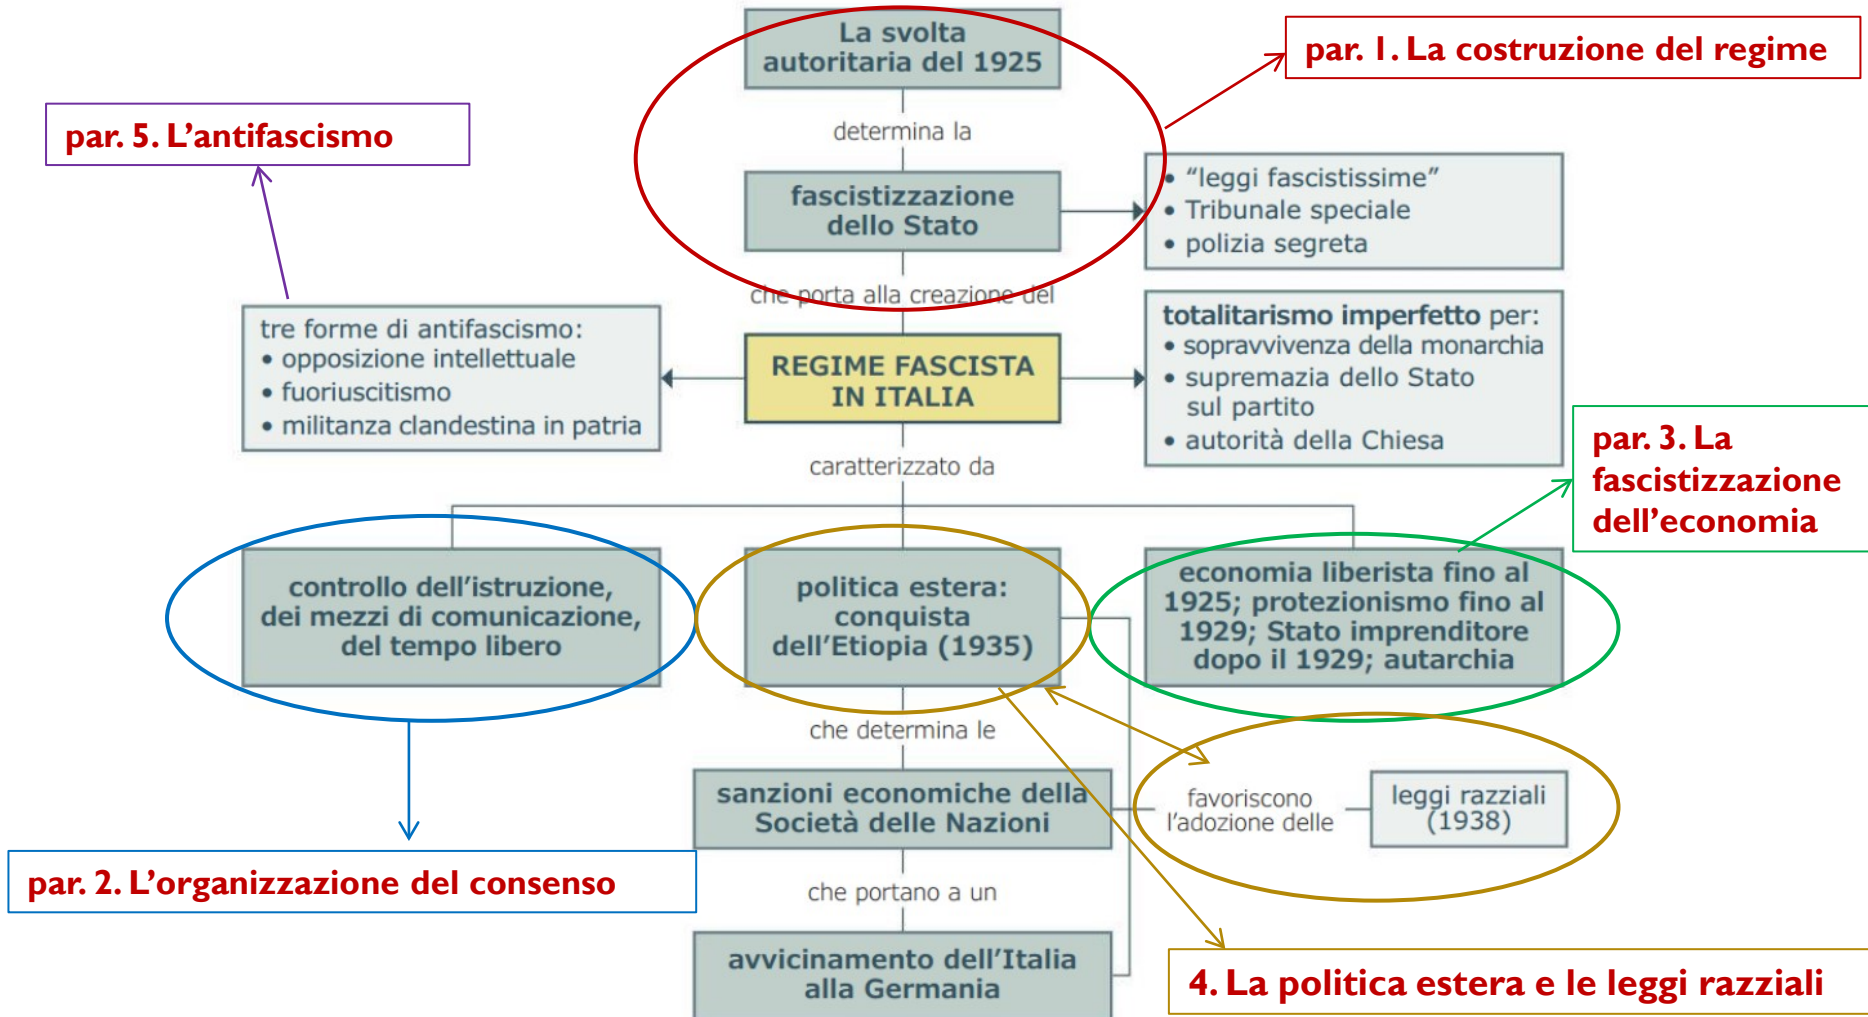 La svolta
autoritaria del 1925
par. 1. La costruzione del regime
determina la
par. 5. L’antifascismo
fascistizzazione
dello Stato
• “leggi fascistissime”
• Tribunale speciale
• polizia segreta
che porta alla creazione del
tre forme di antifascismo:
• opposizione intellettuale
• fuoriuscitismo
• militanza clandestina in patria
REGIME FASCISTA
IN ITALIA
totalitarismo imperfetto per:
• sopravvivenza della monarchia
• supremazia dello Stato
sul partito
• autorità della Chiesa
par. 3. La
fascistizzazione
dell’economia
caratterizzato da
controllo dell’istruzione,
dei mezzi di comunicazione,
del tempo libero
politica estera:
conquista
dell’Etiopia (1935)
economia liberista fino al
1925; protezionismo fino al
1929; Stato imprenditore
dopo il 1929; autarchia
che determina le
sanzioni economiche della
Società delle Nazioni
favoriscono
l’adozione delle
leggi razziali
(1938)
par. 2. L’organizzazione del consenso
che portano a un
avvicinamento dell’Italia
alla Germania
4. La politica estera e le leggi razziali